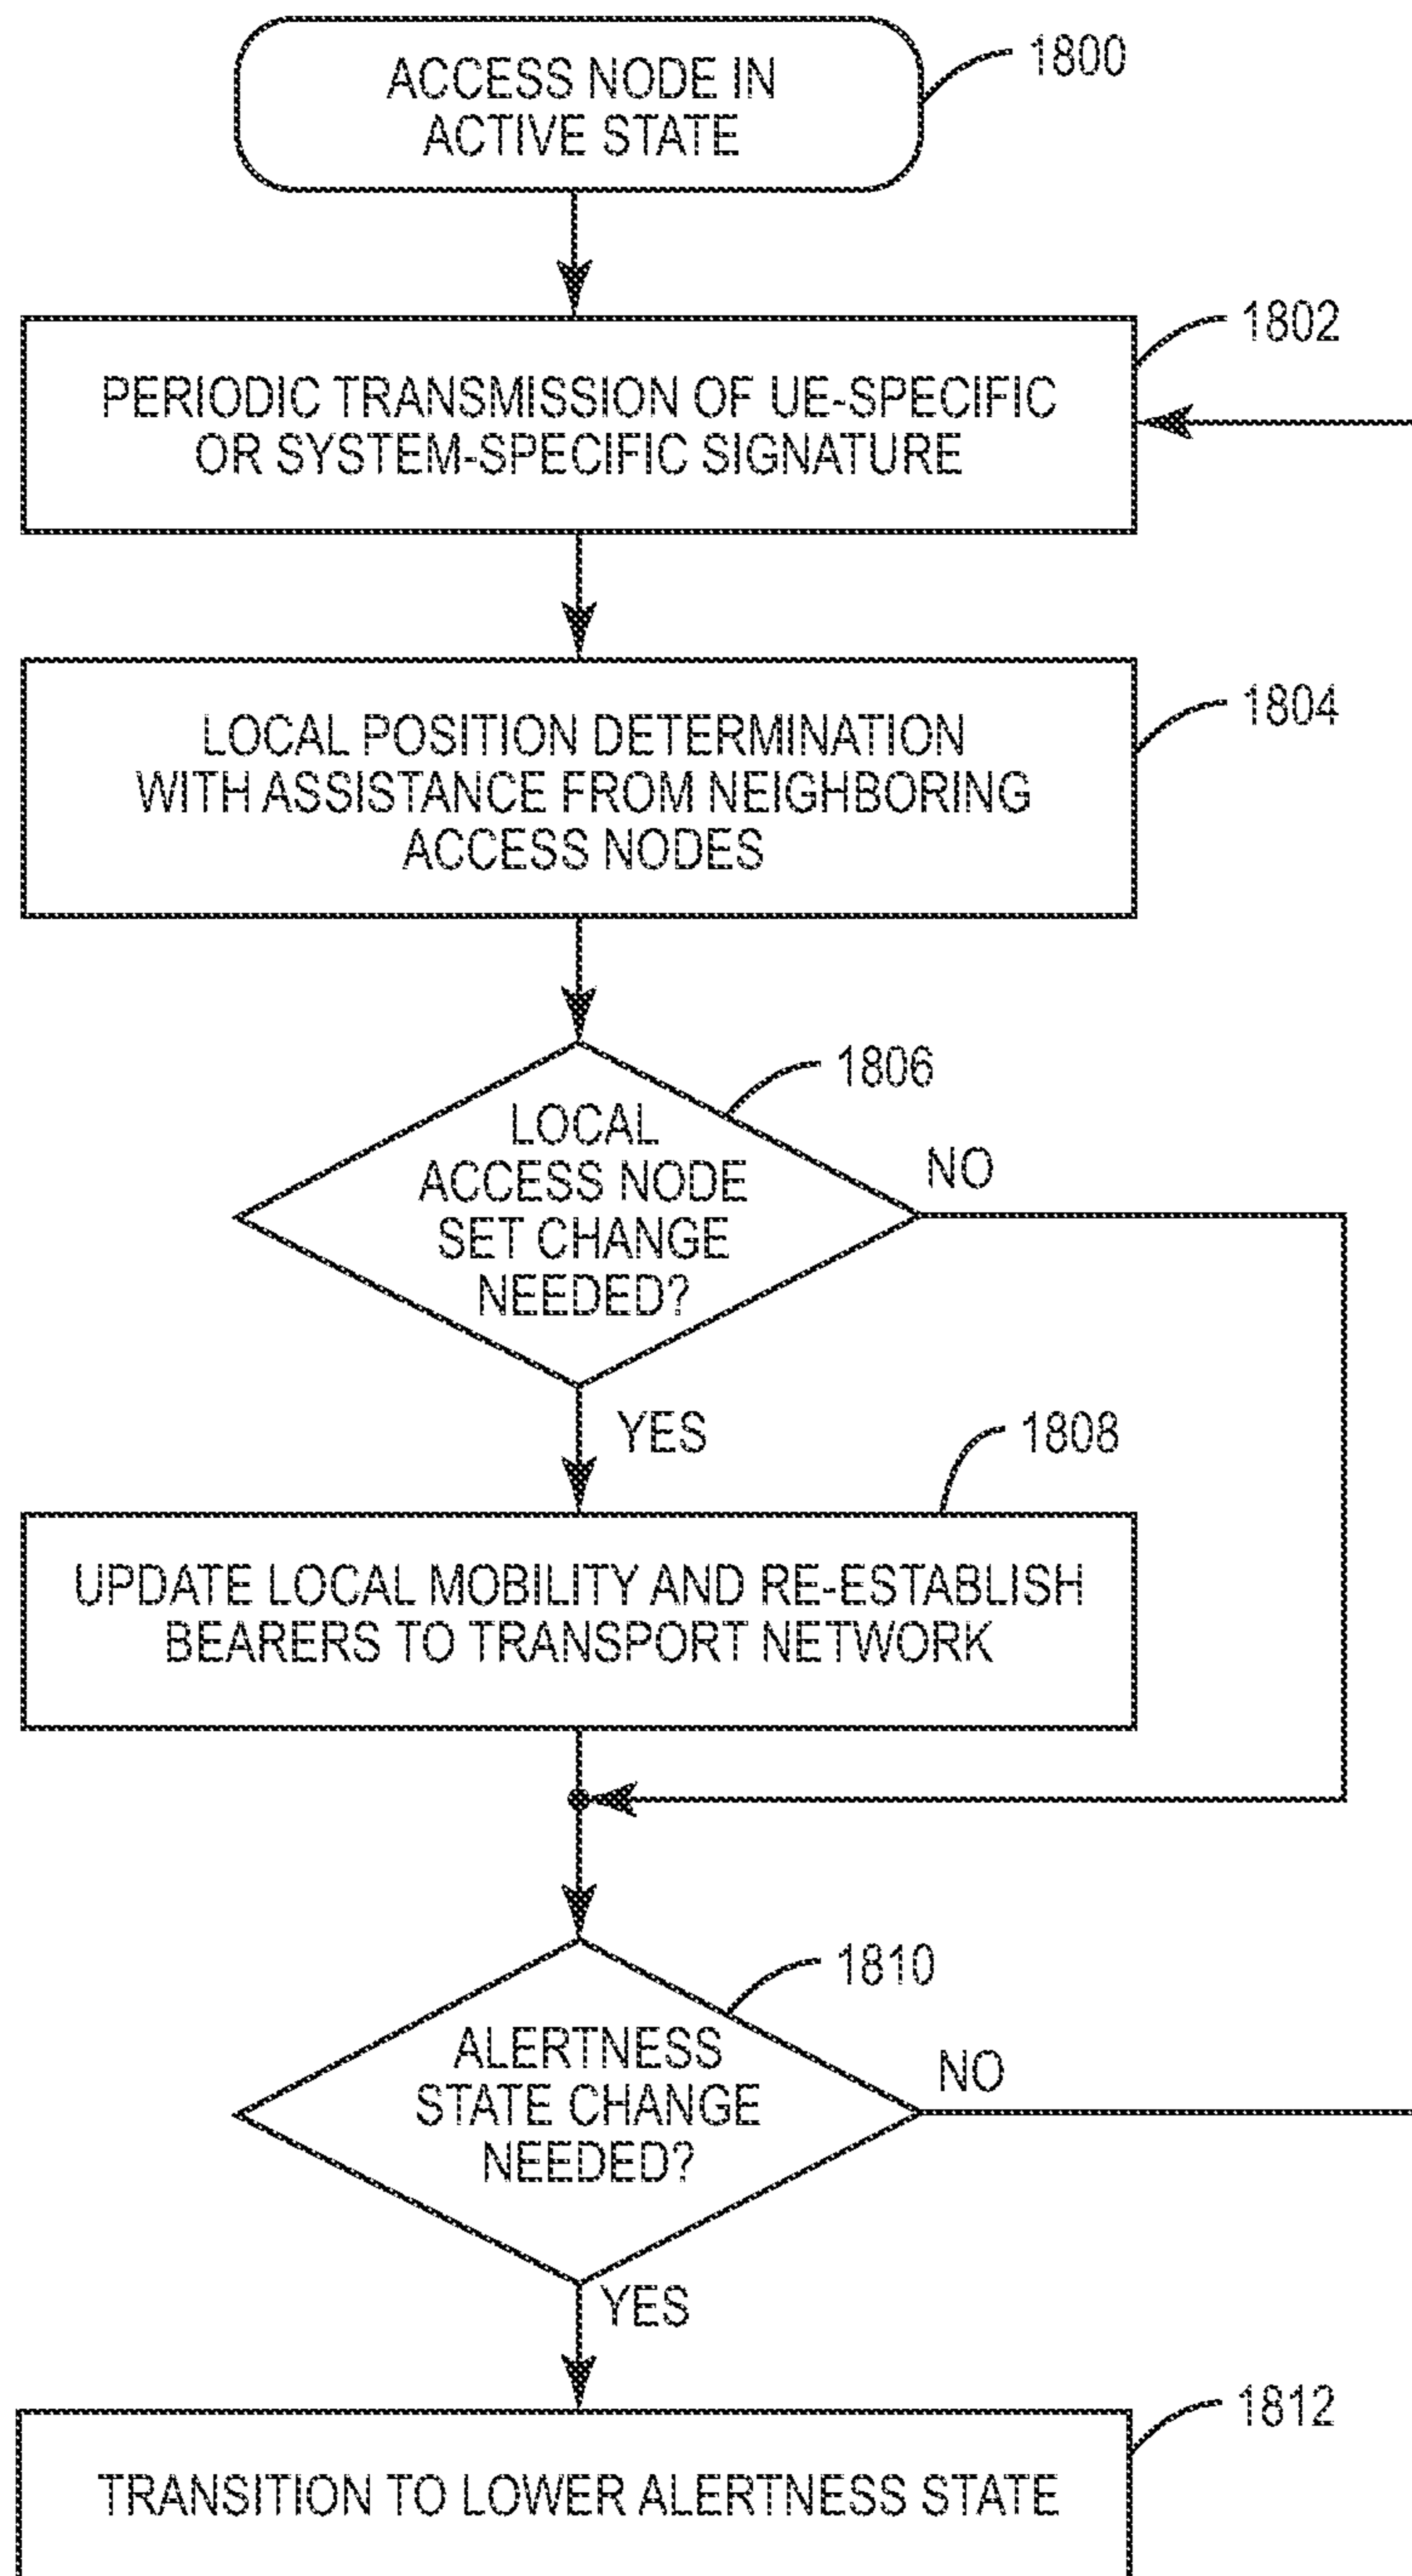 ACCESS NODE IN
ACTIVE STATE
1800
PERIODIC TRANSMISSION OF UE-SPECIFIC
OR SYSTEM-SPECIFIC SIGNATURE
1802
LOCAL POSITION DETERMINATION
WITH ASSISTANCE FROM NEIGHBORING
ACCESS NODES
1804
LOCAL
ACCESS NODE
SET CHANGE
NEEDED?
1806
NO
YES
1808
UPDATE LOCAL MOBILITY AND RE-ESTABLISH
BEARERS TO TRANSPORT NETWORK
1810
ALERTNESS
STATE CHANGE
NEEDED?
NO
YES
1812
TRANSITION TO LOWER ALERTNESS STATE